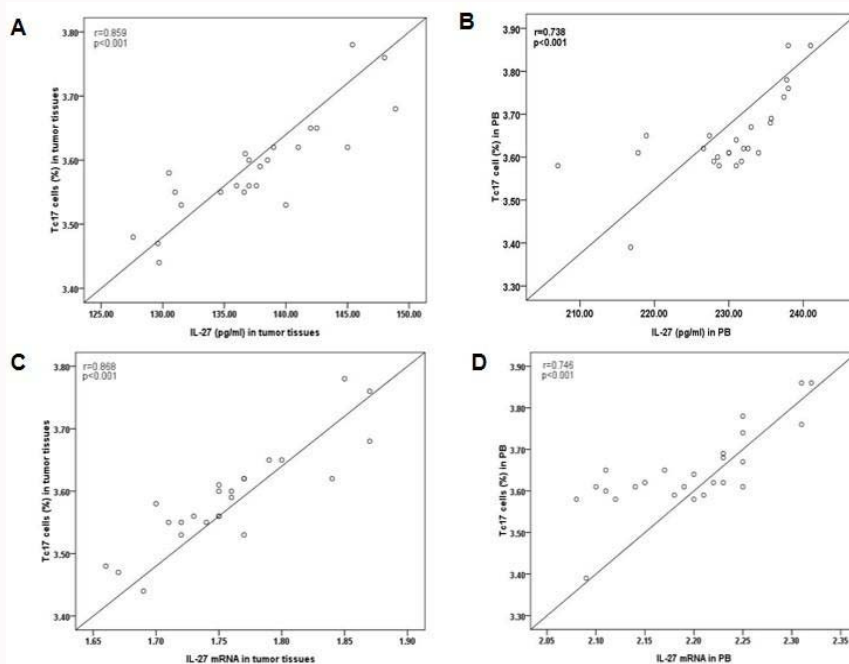 A
r=0.859
p<0.001
Tc17 cells (%) in tumor tissues
3.80
3.70
3.60
3.50
3.40
125.00 130.00 135.00 140.00 145.00 150.00
IL-27 (pg/ml) in tumor tissues
B
r=0.738
p<0.001
Tc17 cell (%) in PB
3.90
3.80
3.70
3.60
3.50
3.40
3.30
210.00 220.00 230.00 240.00
IL-27 (pg/ml) in PB
C
r=0.868
p<0.001
Tc17 cells (%) in tumor tissues
3.80
3.70
3.60
3.50
3.40
1.65 1.70 1.75 1.80 1.85 1.90
IL-27 mRNA in tumor tissues
D
r=0.746
p<0.001
Tc17 cells (%) in PB
3.90
3.80
3.70
3.60
3.50
3.40
3.30
2.05 2.10 2.15 2.20 2.25 2.30 2.35
IL-27 mRNA in PB